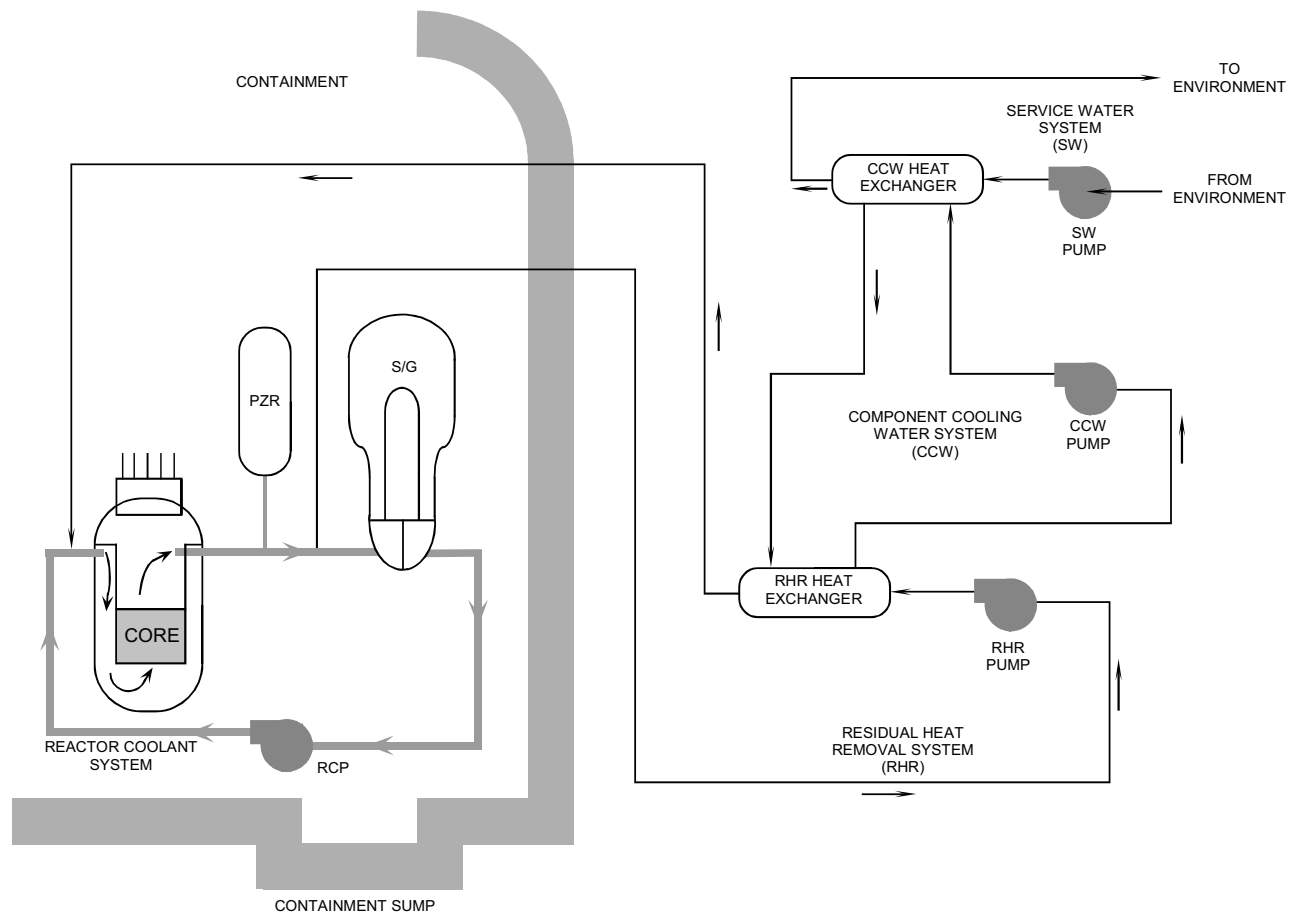 CONTAINMENT
TO
ENVIRONMENT
SERVICE WATER
SYSTEM
(SW)
CCW HEAT
EXCHANGER
FROM
ENVIRONMENT
SW
PUMP
S/G
PZR
COMPONENT COOLING
WATER SYSTEM
(CCW)
CCW
PUMP
RHR HEAT
EXCHANGER
CORE
RHR
PUMP
REACTOR COOLANT
SYSTEM
RCP
RESIDUAL HEAT
REMOVAL SYSTEM
(RHR)
CONTAINMENT SUMP